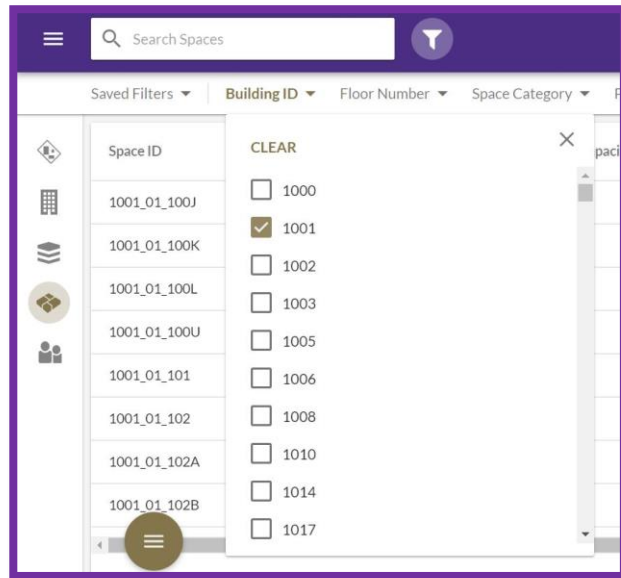 Search Spaces
Saved Filters Building ID Floor Number Space Category
Space ID
1001_01_100J
1001_01_100K
1001_01_100L
1001_01_100U
1001_01_101
1001_01_102
1001_01_102A
1001_01_102B
CLEAR
1000
1001
1002
1003
1005
1006
1008
1010
1014
1017